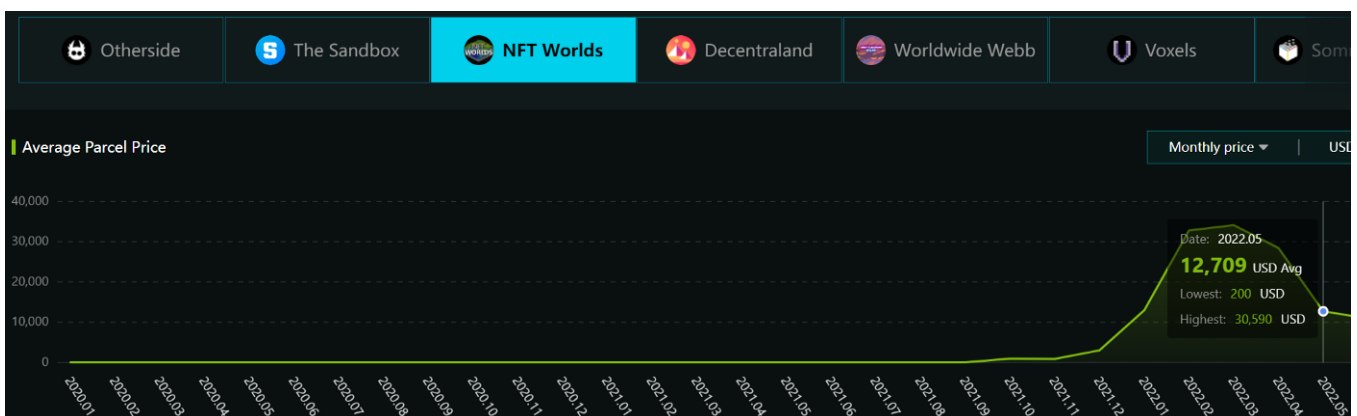 Otherside The Sandbox NFT Worlds Decentraland Worldwide Webb Voxels Som
Average Parcel Price
Monthly price | USD
40,000
30,000
20,000
10,000
0
Date: 2022.05
12,709 USD Avg
Lowest: 200 USD
Highest: 30,590 USD
2020.01 2020.02 2020.03 2020.04 2020.05 2020.06 2020.07 2020.08 2020.09 2020.10 2020.11 2020.12 2021.01 2021.02 2021.03 2021.04 2021.05 2021.06 2021.07 2021.08 2021.09 2021.10 2021.11 2021.12 2022.01 2022.02 2022.03 2022.04 2022.05